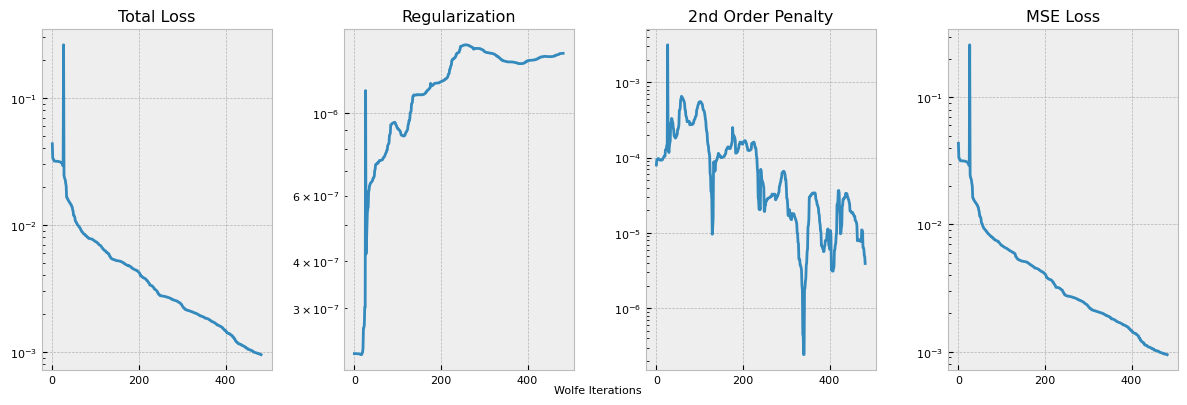 Total Loss
Regularization
2nd Order Penalty
MSE Loss
10⁻¹
10⁻²
10⁻³
0 200 400
10⁻⁶
6 × 10⁻⁷
4 × 10⁻⁷
3 × 10⁻⁷
0 200 400
10⁻³
10⁻⁴
10⁻⁵
10⁻⁶
0 200 400
10⁻¹
10⁻²
10⁻³
0 200 400
Wolfe Iterations